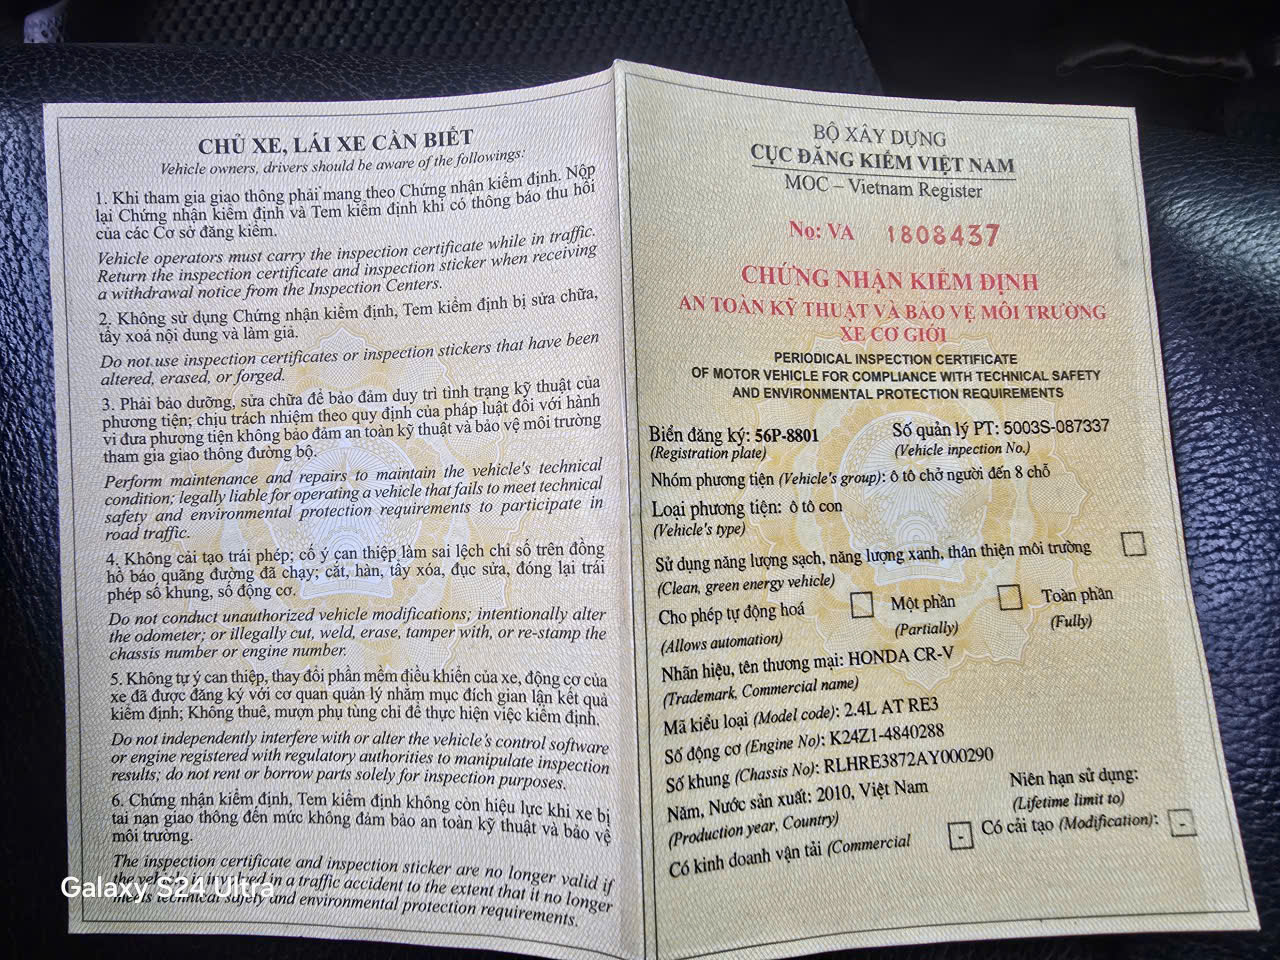 CHỦ XE, LÁI XE CẦN BIẾT
Vehicle owners, drivers should be aware of the followings:
1. Khi tham gia giao thông phải mang theo Chứng nhận kiểm định. Nộp
lại Chứng nhận kiểm định và Tem kiểm định khi có thông báo thu hồi
của các Cơ sở đăng kiểm.
Vehicle operators must carry the inspection certificate while in traffic.
Return the inspection certificate and inspection sticker when receiving
a withdrawal notice from the Inspection Centers.
2. Không sử dụng Chứng nhận kiểm định, Tem kiểm định bị sửa chữa,
tẩy xoá nội dung và làm giả.
Do not use inspection certificates or inspection stickers that have been
altered, erased, or forged.
3. Phải bảo dưỡng, sửa chữa để bảo đảm duy trì tình trạng kỹ thuật của
phương tiện; chịu trách nhiệm theo quy định của pháp luật đối với hành
vi đưa phương tiện không bảo đảm an toàn kỹ thuật và bảo vệ môi trường
tham gia giao thông đường bộ.
Perform maintenance and repairs to maintain the vehicle's technical
condition; legally liable for operating a vehicle that fails to meet technical
safety and environmental protection requirements to participate in
road traffic.
4. Không cải tạo trái phép; cố ý can thiệp làm sai lệch chỉ số trên đồng
hồ báo quãng đường đã chạy; cắt, hàn, tẩy xóa, đục sửa, đóng lại trái
phép số khung, số động cơ.
Do not conduct unauthorized vehicle modifications; intentionally alter
the odometer; or illegally cut, weld, erase, tamper with, or re-stamp the
chassis number or engine number.
5. Không tự ý can thiệp, thay đổi phần mềm điều khiển của xe, động cơ của
xe đã được đăng ký với cơ quan quản lý nhằm mục đích gian lận kết quả
kiểm định; Không thuê, mượn phụ tùng chỉ để thực hiện việc kiểm định.
Do not independently interfere with or alter the vehicle's control software
or engine registered with regulatory authorities to manipulate inspection
results; do not rent or borrow parts solely for inspection purposes.
6. Chứng nhận kiểm định, Tem kiểm định không còn hiệu lực khi xe bị
tai nạn giao thông đến mức không đảm bảo an toàn kỹ thuật và bảo vệ
môi trường.
The inspection certificate and inspection sticker are no longer valid if
the vehicle is involved in a traffic accident to the extent that it no longer
meets technical safety and environmental protection requirements.
Galaxy S24 Ultra
BỘ XÂY DỰNG
CỤC ĐĂNG KIỂM VIỆT NAM
MOC – Vietnam Register
No: VA 1808437
CHỨNG NHẬN KIỂM ĐỊNH
AN TOÀN KỸ THUẬT VÀ BẢO VỆ MÔI TRƯỜNG
XE CƠ GIỚI
PERIODICAL INSPECTION CERTIFICATE
OF MOTOR VEHICLE FOR COMPLIANCE WITH TECHNICAL SAFETY
AND ENVIRONMENTAL PROTECTION REQUIREMENTS
Biển đăng ký: 56P-8801 Số quản lý PT: 5003S-087337
(Registration plate) (Vehicle inpection No.)
Nhóm phương tiện (Vehicle's group): ô tô chở người đến 8 chỗ
Loại phương tiện: ô tô con
(Vehicle's type)
Sử dụng năng lượng sạch, năng lượng xanh, thân thiện môi trường
(Clean, green energy vehicle)
Cho phép tự động hoá Một phần Toàn phần
(Allows automation) (Partially) (Fully)
Nhãn hiệu, tên thương mại: HONDA CR-V
(Trademark, Commercial name)
Mã kiểu loại (Model code): 2.4L AT RE3
Số động cơ (Engine No): K24Z1-4840288
Số khung (Chassis No): RLHRE3872AY000290
Năm, Nước sản xuất: 2010, Việt Nam Niên hạn sử dụng:
(Production year, Country) (Lifetime limit to)
Có kinh doanh vận tải (Commercial - Có cải tạo (Modification): -